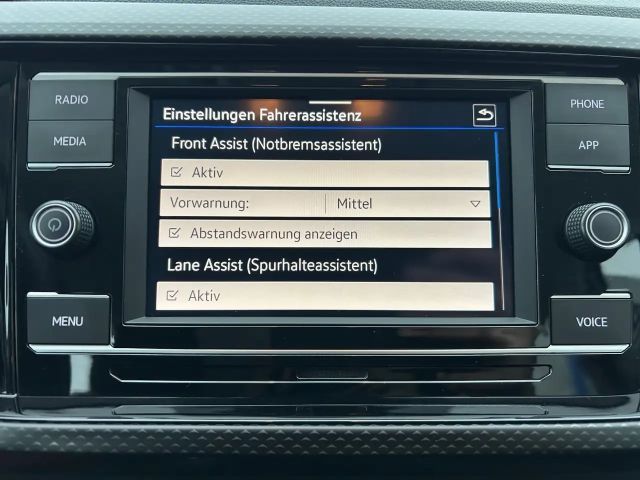 RADIO
MEDIA
MENU
Einstellungen Fahrerassistenz
Front Assist (Notbremsassistent)
Aktiv
Vorwarnung: Mittel
Abstandswarnung anzeigen
Lane Assist (Spurhalteassistent)
Aktiv
PHONE
APP
VOICE